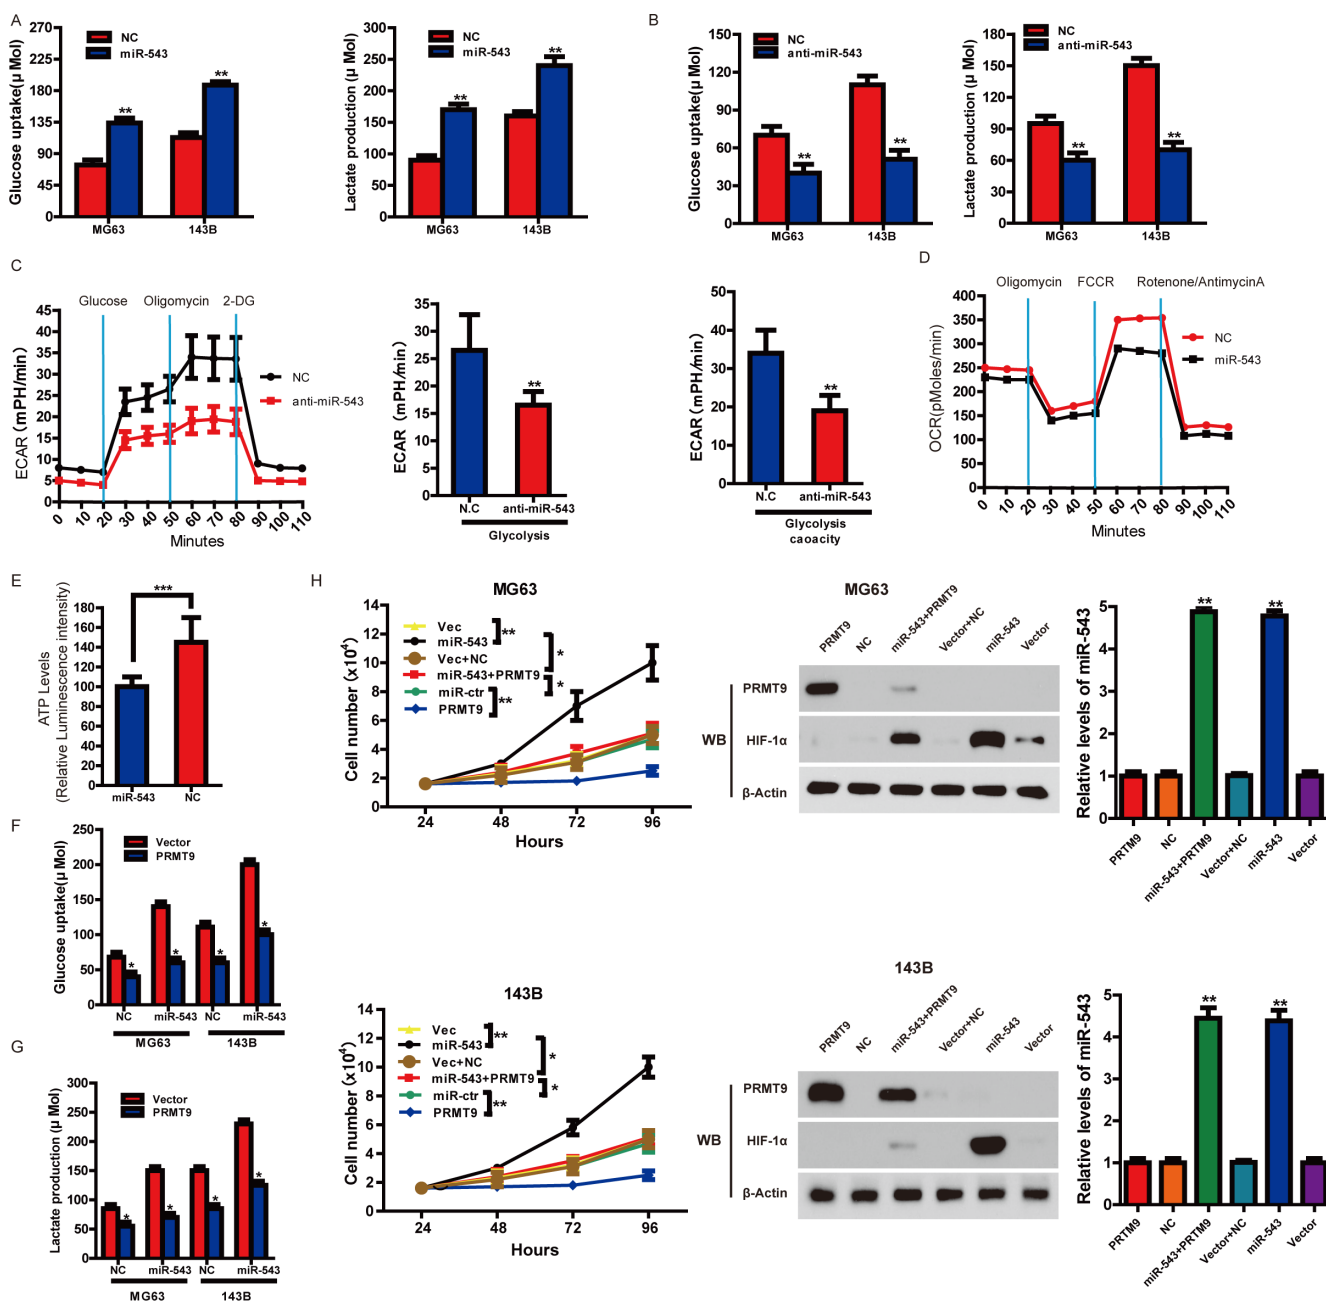 A
Glucose uptake(μ Mol)
270
225
180
135
90
45
0
NC
miR-543
**
**
MG63
143B
Lactate production (μ Mol)
400
350
300
250
200
150
100
50
0
NC
miR-543
**
**
MG63
143B
B
Glucose uptake(μ Mol)
150
120
90
60
30
0
NC
anti-miR-543
**
**
MG63
143B
Lactate production (μ Mol)
180
150
120
90
60
30
0
NC
anti-miR-543
**
**
MG63
143B
C
Glucose
Oligomycin
2-DG
ECAR (mPH/min)
45
40
35
30
25
20
15
10
5
0
NC
anti-miR-543
0 10 20 30 40 50 60 70 80 90 100 110
Minutes
ECAR (mPH/min)
35
30
25
20
15
10
5
0
**
N.C
anti-miR-543
Glycolysis
ECAR (mPH/min)
50
40
30
20
10
0
**
N.C
anti-miR-543
Glycolysis
caoacity
D
Oligomycin
FCCR
Rotenone/AntimycinA
OCR(pMoles/min)
400
350
300
250
200
150
100
50
0
NC
miR-543
0 10 20 30 40 50 60 70 80 90 100 110
Minutes
E
ATP Levels
(Relative Luminescence intensity)
180
160
140
120
100
80
60
40
20
0
***
miR-543
NC
F
Glucose uptake(μ Mol)
250
200
150
100
50
0
Vector
PRMT9
*
*
*
*
NC
miR-543
NC
miR-543
MG63
143B
G
Lactate production (μ Mol)
300
250
200
150
100
50
0
Vector
PRMT9
*
*
*
*
NC
miR-543
NC
miR-543
MG63
143B
H
MG63
Cell number (x10⁴)
14
12
10
8
6
4
2
0
Vec
miR-543
Vec+NC
miR-543+PRMT9
miR-ctr
PRMT9
**
*
*
**
24 48 72 96
Hours
MG63
PRMT9
NC
miR-543+PRMT9
Vector+NC
miR-543
Vector
WB
PRMT9
HIF-1α
β-Actin
Relative levels of miR-543
5
4
3
2
1
0
**
**
PRTM9
NC
miR-543+PRTM9
Vector+NC
miR-543
Vector
143B
Cell number (x10⁴)
14
12
10
8
6
4
2
0
Vec
miR-543
Vec+NC
miR-543+PRMT9
miR-ctr
PRMT9
**
*
*
**
24 48 72 96
Hours
143B
PRMT9
NC
miR-543+PRMT9
Vector+NC
miR-543
Vector
WB
PRMT9
HIF-1α
β-Actin
Relative levels of miR-543
5
4
3
2
1
0
**
**
PRTM9
NC
miR-543+PRTM9
Vector+NC
miR-543
Vector